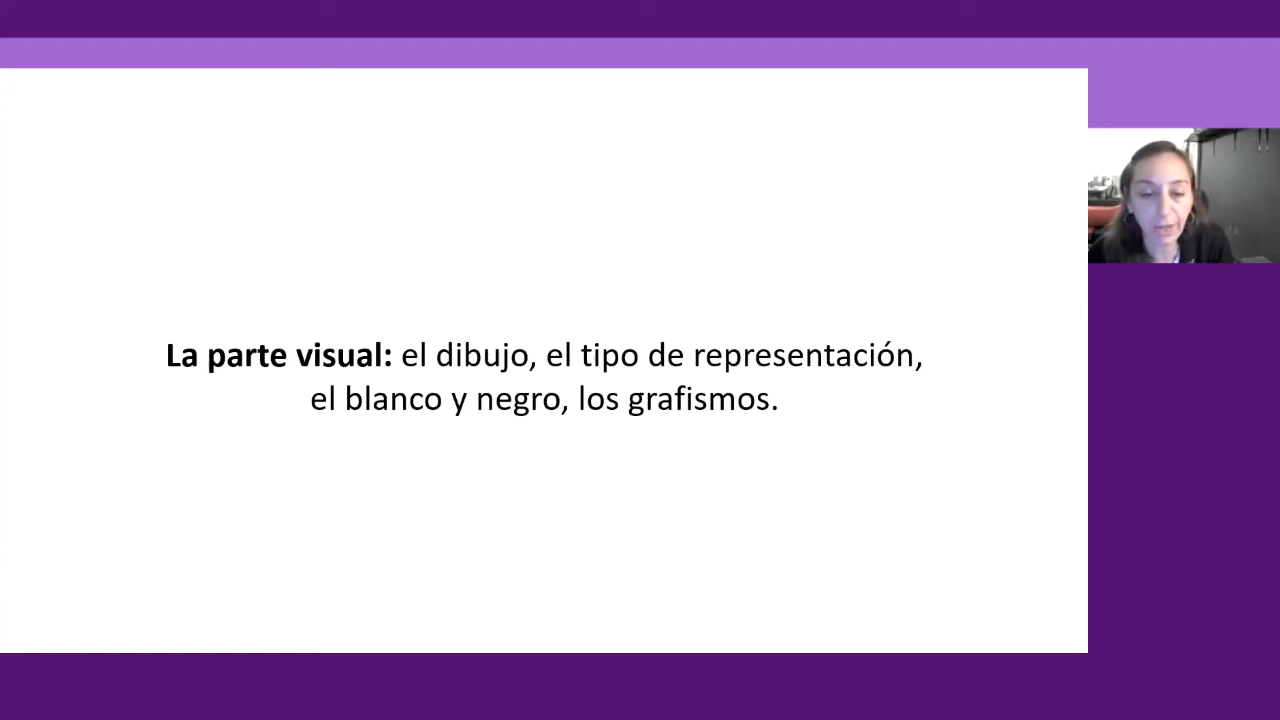 La parte visual: el dibujo, el tipo de representación,
el blanco y negro, los grafismos.